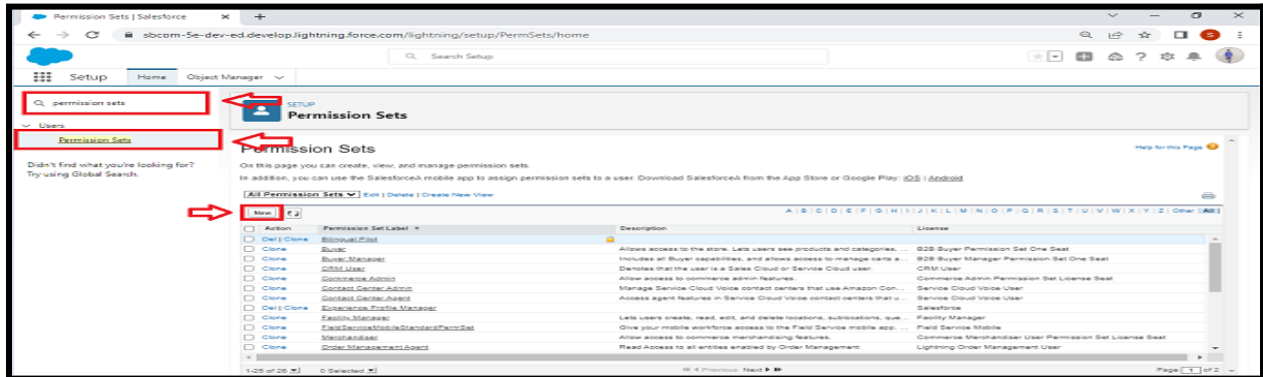 Permission Sets | Salesforce
sbcom-5e-dev-ed.develop.lightning.force.com/lightning/setup/PermSets/home
S
Search Setup
Setup Home Object Manager
permission sets
Users
Permission Sets
Didn't find what you're looking for?
Try using Global Search.
SETUP
Permission Sets
Permission Sets
Help for this Page
On this page you can create, view, and manage permission sets.
In addition, you can use the SalesforceA mobile app to assign permission sets to a user. Download SalesforceA from the App Store or Google Play: iOS | Android
All Permission Sets Edit | Delete | Create New View
New A | B | C | D | E | F | G | H | I | J | K | L | M | N | O | P | Q | R | S | T | U | V | W | X | Y | Z | Other | All
Action Permission Set Label Description License
Del | Clone Bilingual Pilot
Clone Buyer Allows access to the store. Lets users see products and categories, ... B2B Buyer Permission Set One Seat
Clone Buyer Manager Includes all Buyer capabilities, and allows access to manage carts a... B2B Buyer Manager Permission Set One Seat
Clone CRM User Denotes that the user is a Sales Cloud or Service Cloud user. CRM User
Clone Commerce Admin Allow access to commerce admin features. Commerce Admin Permission Set License Seat
Clone Contact Center Admin Manage Service Cloud Voice contact centers that use Amazon Con... Service Cloud Voice User
Clone Contact Center Agent Access agent features in Service Cloud Voice contact centers that u... Service Cloud Voice User
Del | Clone Experience Profile Manager Salesforce
Clone Facility Manager Lets users create, read, edit, and delete locations, sublocations, que... Facility Manager
Clone FieldServiceMobileStandardPermSet Give your mobile workforce access to the Field Service mobile app. ... Field Service Mobile
Clone Merchandiser Allow access to commerce merchandising features. Commerce Merchandiser User Permission Set License Seat
Clone Order Management Agent Read Access to all entities enabled by Order Management. Lightning Order Management User
1-25 of 26 0 Selected Previous Next Page 1 of 2